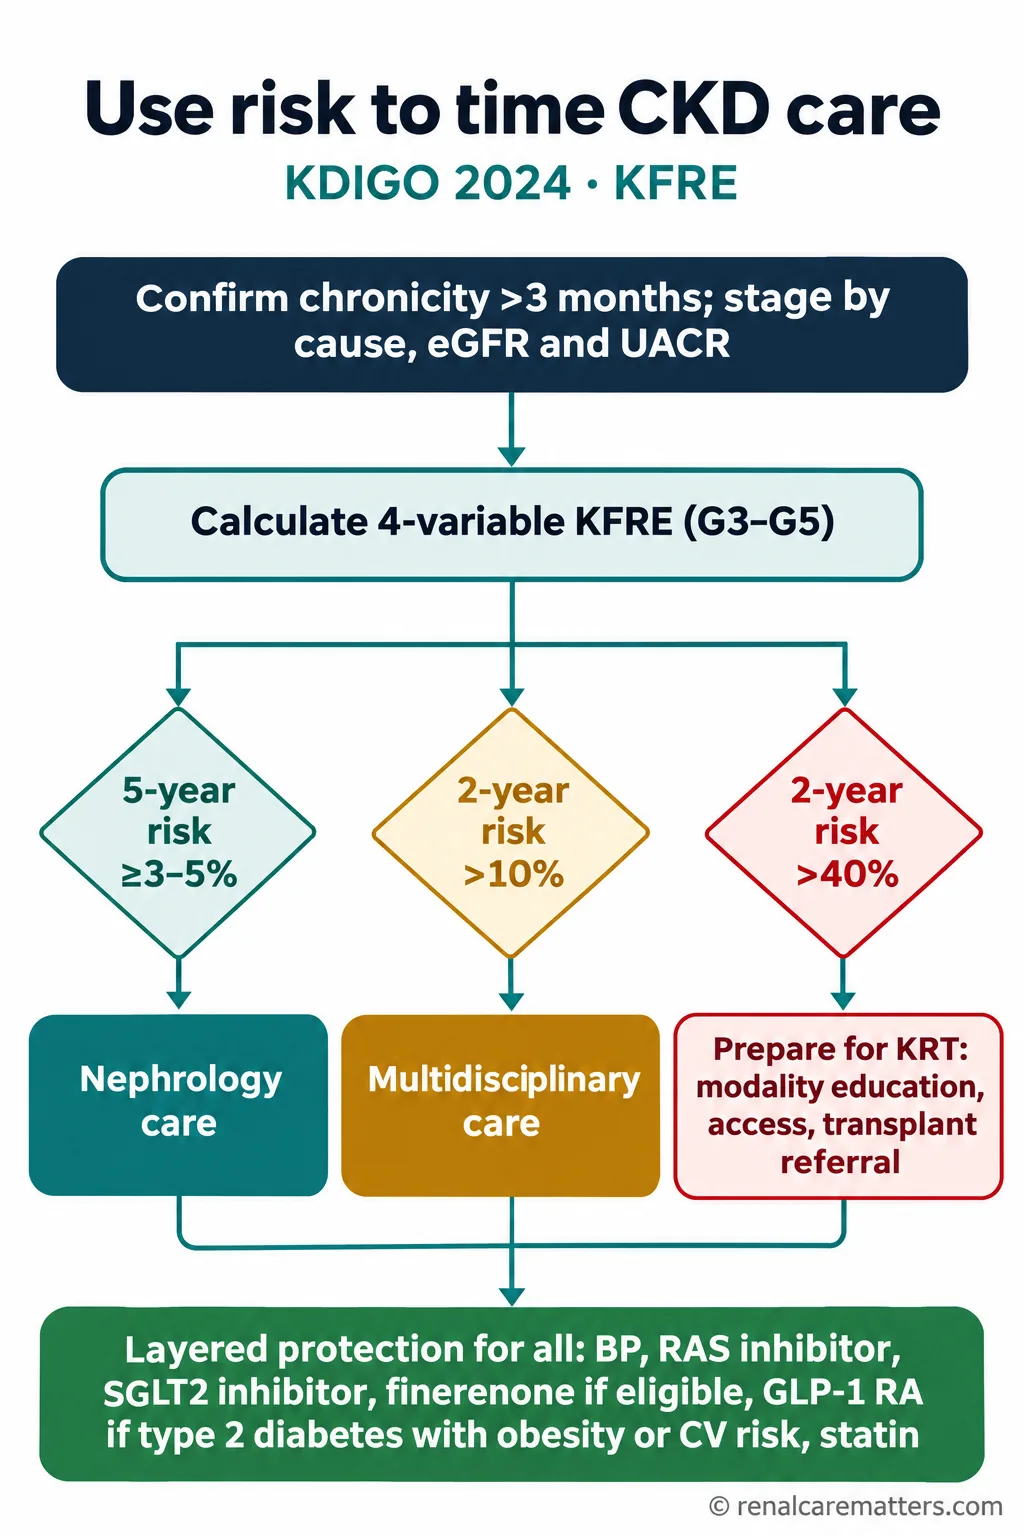 Use risk to time CKD care
KDIGO 2024 · KFRE
Confirm chronicity >3 months; stage by
cause, eGFR and UACR
Calculate 4-variable KFRE (G3–G5)
5-year
risk
≥3–5%
2-year
risk
>10%
2-year
risk
>40%
Nephrology
care
Multidisciplinary
care
Prepare for KRT:
modality education,
access, transplant
referral
Layered protection for all: BP, RAS inhibitor,
SGLT2 inhibitor, finerenone if eligible, GLP-1 RA
if type 2 diabetes with obesity or CV risk, statin
© renalcarematters.com